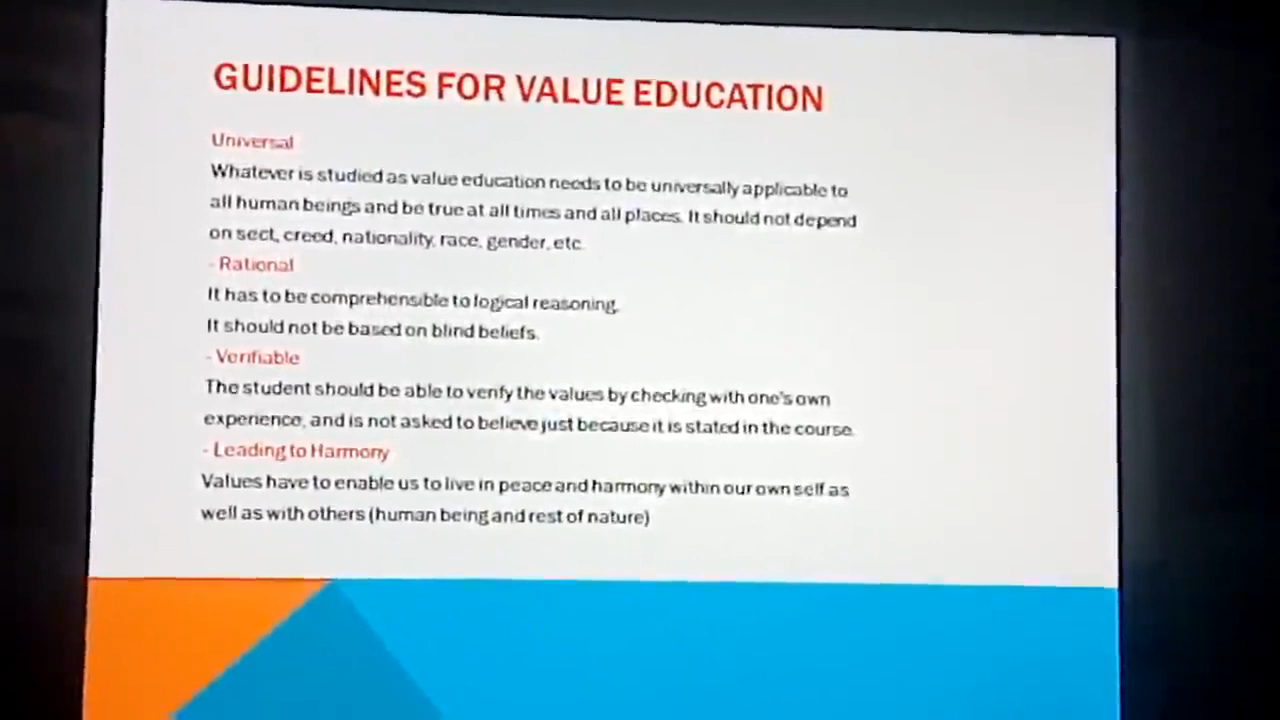 GUIDELINES FOR VALUE EDUCATION
Universal
Whatever is studied as value education needs to be universally applicable to
all human beings and be true at all times and all places. It should not depend
on sect, creed, nationality, race, gender, etc.
- Rational
It has to be comprehensible to logical reasoning.
It should not be based on blind beliefs.
- Verifiable
The student should be able to verify the values by checking with one's own
experience, and is not asked to believe just because it is stated in the course.
- Leading to Harmony
Values have to enable us to live in peace and harmony within our own self as
well as with others (human being and rest of nature)